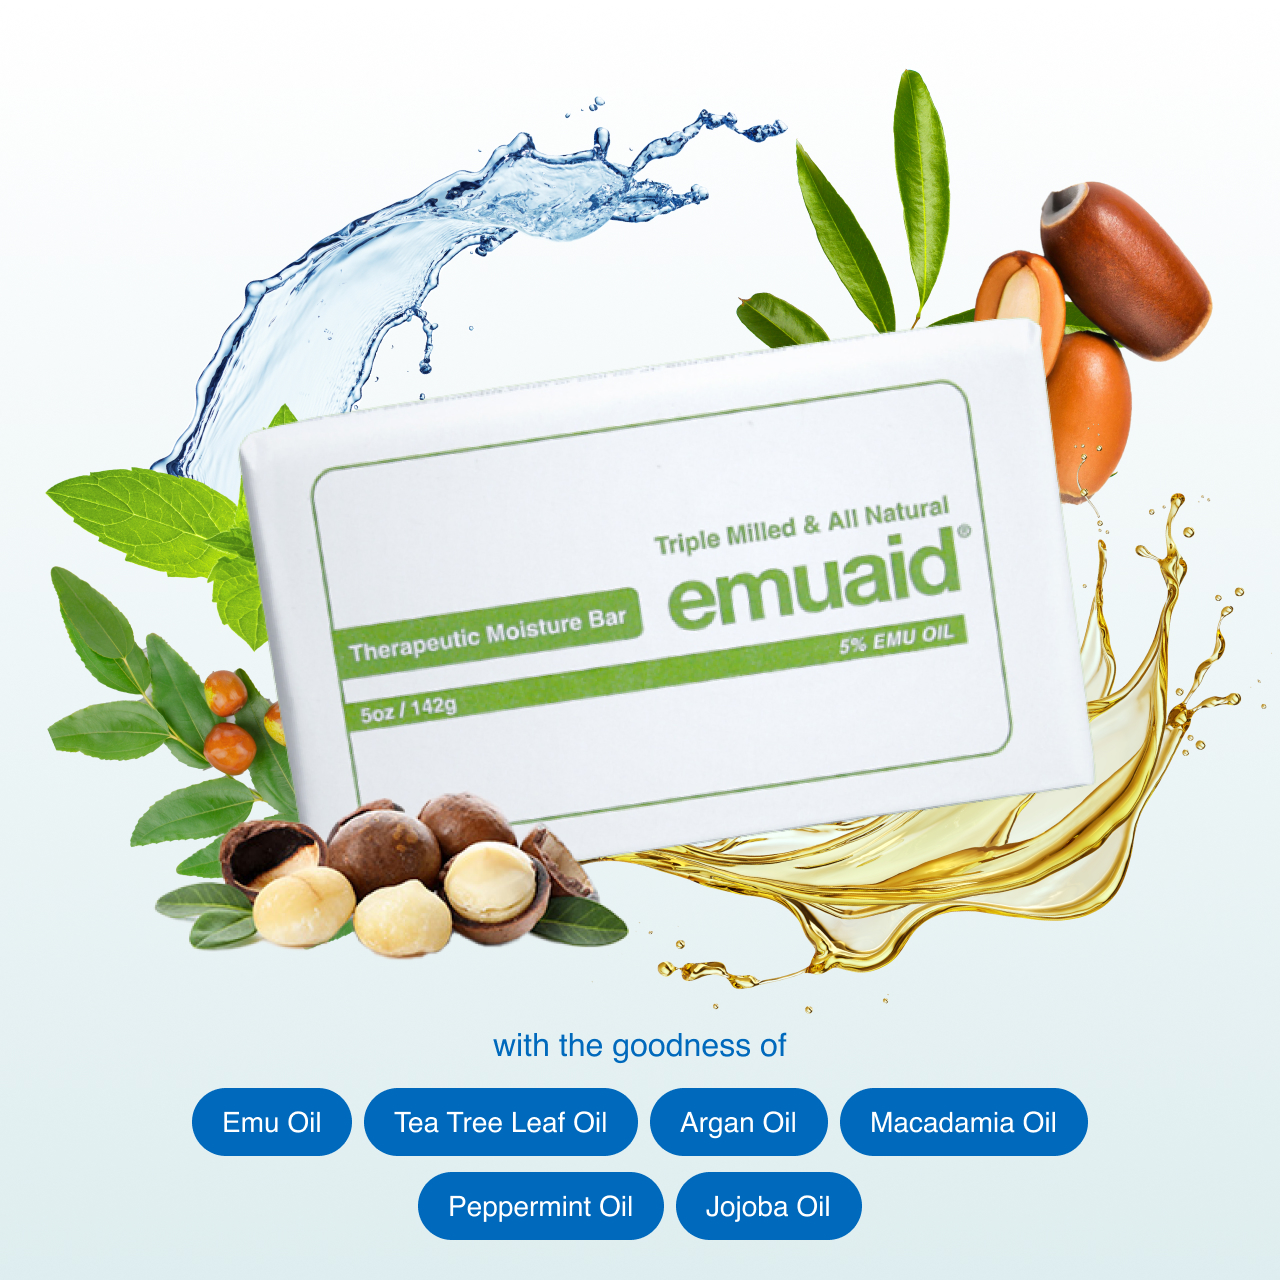 Triple Milled & All Natural
emuaid®
Therapeutic Moisture Bar
5% EMU OIL
5oz / 142g
with the goodness of
Emu Oil
Tea Tree Leaf Oil
Argan Oil
Macadamia Oil
Peppermint Oil
Jojoba Oil